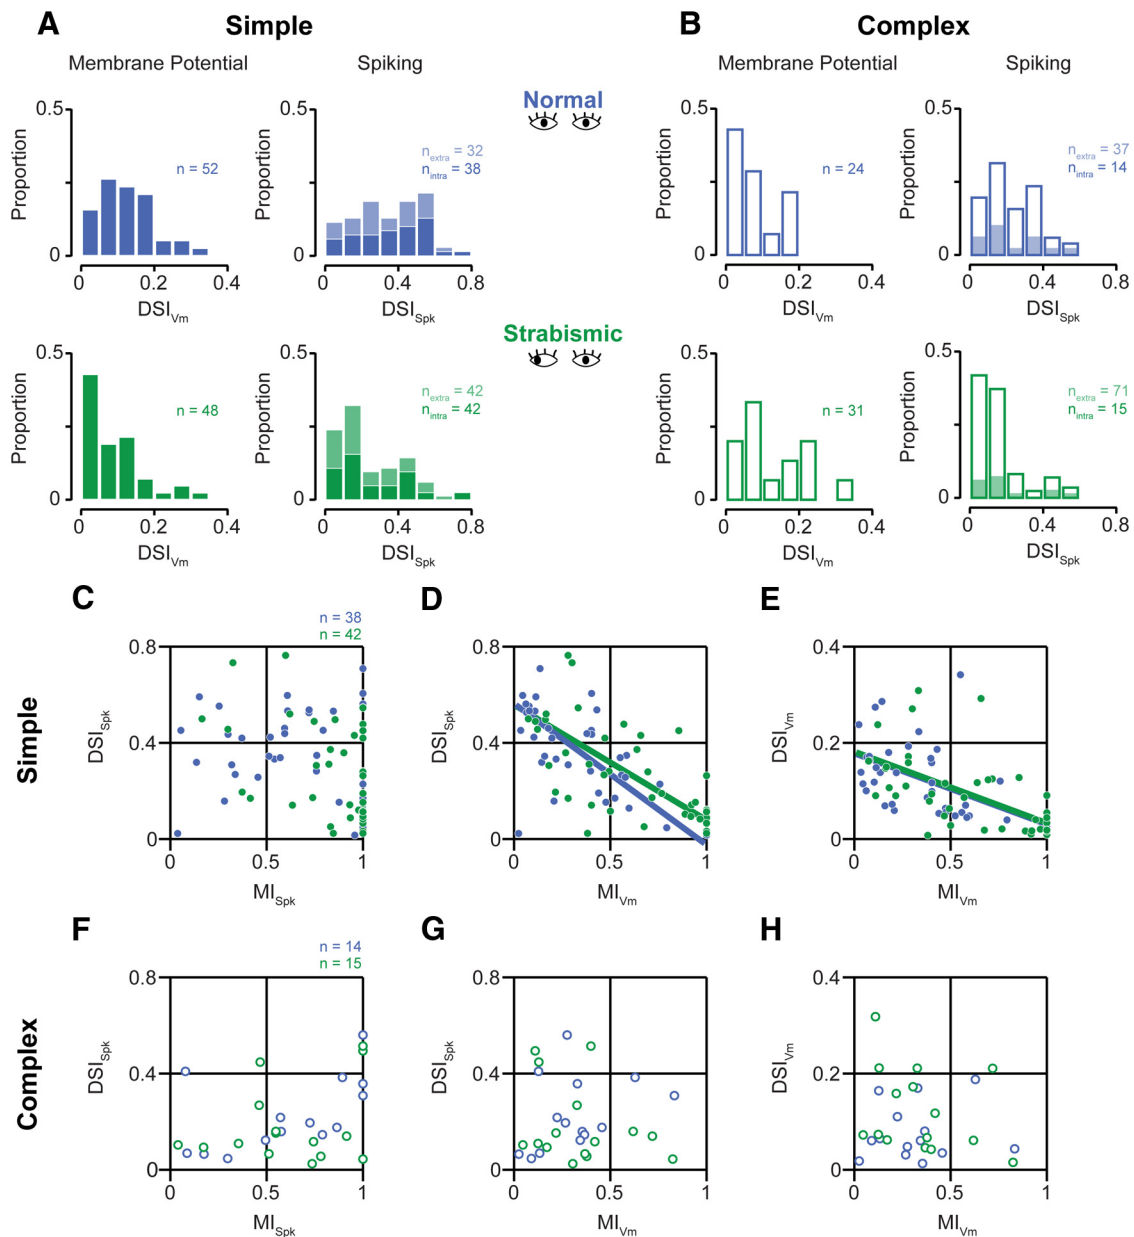 A Simple
B Complex
Membrane Potential Spiking
Membrane Potential Spiking
Normal
0.5
Proportion
0
n = 52
0 0.2 0.4
DSIVm
0.5
Proportion
0
nextra = 32
nintra = 38
0 0.4 0.8
DSISpk
0.5
Proportion
0
n = 24
0 0.2 0.4
DSIVm
0.5
Proportion
0
nextra = 37
nintra = 14
0 0.4 0.8
DSISpk
Strabismic
0.5
Proportion
0
n = 48
0 0.2 0.4
DSIVm
0.5
Proportion
0
nextra = 42
nintra = 42
0 0.4 0.8
DSISpk
0.5
Proportion
0
n = 31
0 0.2 0.4
DSIVm
0.5
Proportion
0
nextra = 71
nintra = 15
0 0.4 0.8
DSISpk
Simple
C
n = 38
n = 42
0.8
DSISpk
0.4
0
0 0.5 1
MISpk
D
0.8
DSISpk
0.4
0
0 0.5 1
MIVm
E
0.4
DSIVm
0.2
0
0 0.5 1
MIVm
Complex
F
n = 14
n = 15
0.8
DSISpk
0.4
0
0 0.5 1
MISpk
G
0.8
DSISpk
0.4
0
0 0.5 1
MIVm
H
0.4
DSIVm
0.2
0
0 0.5 1
MIVm